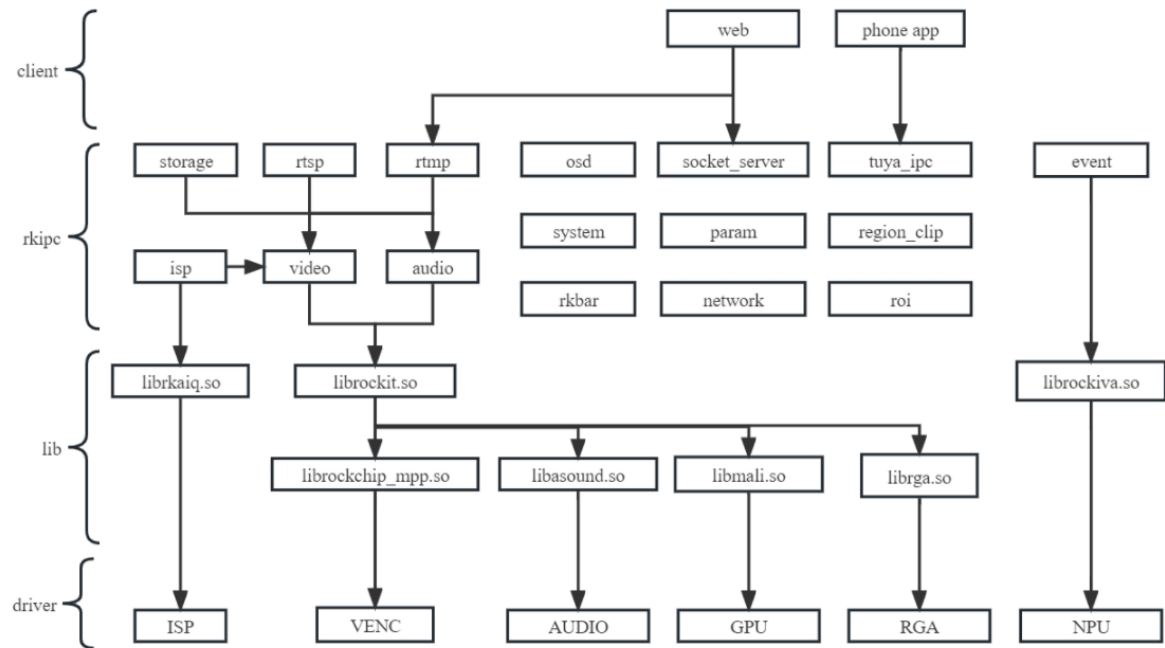 web
phone app
client
storage
rtsp
rtmp
osd
socket_server
tuya_ipc
event
rkipc
system
param
region_clip
isp
video
audio
rkbar
network
roi
librkaiq.so
librockit.so
librockiva.so
lib
librockchip_mpp.so
libasound.so
libmali.so
librga.so
driver
ISP
VENC
AUDIO
GPU
RGA
NPU